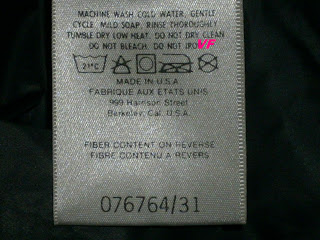 MACHINE WASH COLD WATER, GENTLE
CYCLE. MILD SOAP. RINSE THOROUGHLY
TUMBLE DRY LOW HEAT. DO NOT DRY CLEAN
DO NOT BLEACH. DO NOT IRON
VF
21°C
MADE IN U.S.A.
FABRIQUE AUX ETATS UNIS
999 Harrison Street
Berkeley, Cal. U.S.A.
FIBER CONTENT ON REVERSE
FIBRE CONTENU A REVERS
076764/31